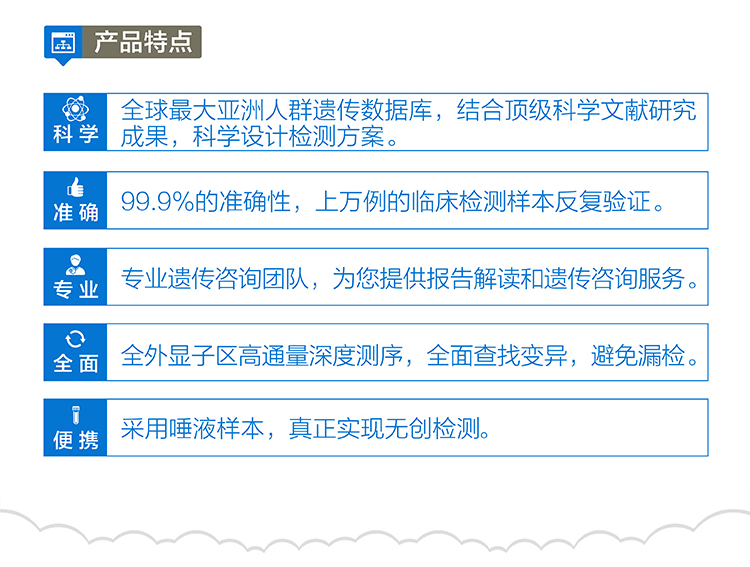 产品特点
科学
全球最大亚洲人群遗传数据库，结合顶级科学文献研究
成果，科学设计检测方案。
准确
99.9%的准确性，上万例的临床检测样本反复验证。
专业
专业遗传咨询团队，为您提供报告解读和遗传咨询服务。
全面
全外显子区高通量深度测序，全面查找变异，避免漏检。
便携
采用唾液样本，真正实现无创检测。